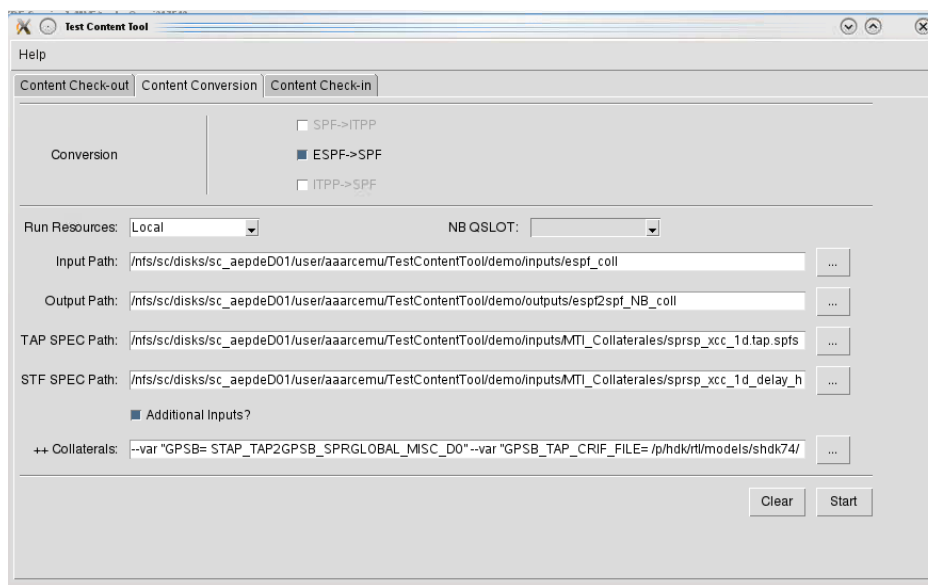 Test Content Tool
Help
Content Check-out Content Conversion Content Check-in
SPF->ITPP
Conversion
ESPF->SPF
ITPP->SPF
Run Resources: Local NB QSLOT:
Input Path: /nfs/sc/disks/sc_aepdeD01/user/aaarcemu/TestContentTool/demo/inputs/espf_coll ...
Output Path: /nfs/sc/disks/sc_aepdeD01/user/aaarcemu/TestContentTool/demo/outputs/espf2spf_NB_coll ...
TAP SPEC Path: /nfs/sc/disks/sc_aepdeD01/user/aaarcemu/TestContentTool/demo/inputs/MTI_Collaterales/sprsp_xcc_1d.tap.spfs ...
STF SPEC Path: /nfs/sc/disks/sc_aepdeD01/user/aaarcemu/TestContentTool/demo/inputs/MTI_Collaterales/sprsp_xcc_1d_delay_h ...
Additional Inputs?
++ Collaterals: --var "GPSB= STAP_TAP2GPSB_SPRGLOBAL_MISC_D0" --var "GPSB_TAP_CRIF_FILE= /p/hdk/rtl/models/shdk74/ ...
Clear Start